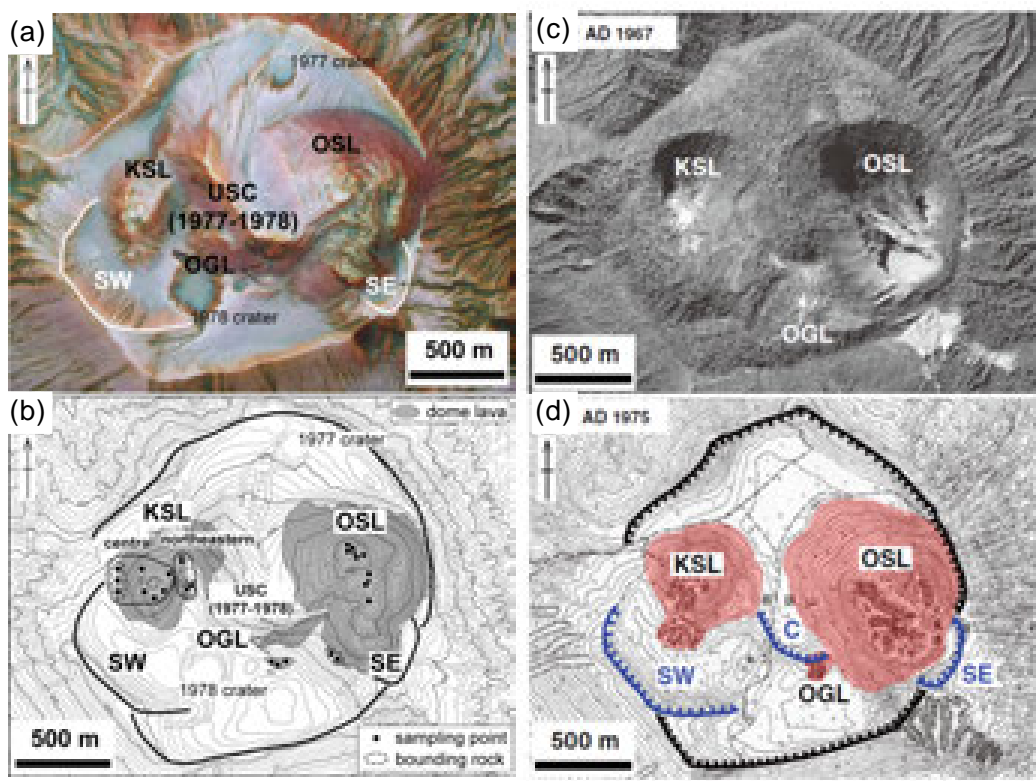 (a)
1977 crater
OSL
KSL
USC
(1977-1978)
OGL
SW
SE
1978 crater
500 m
(c)
AD 1967
KSL
OSL
OGL
500 m
(b)
dome lava
1977 crater
KSL
OSL
central
northeastern
USC
(1977-1978)
OGL
SW
SE
1978 crater
500 m
sampling point
bounding rock
(d)
AD 1975
KSL
OSL
C
SW
OGL
SE
500 m